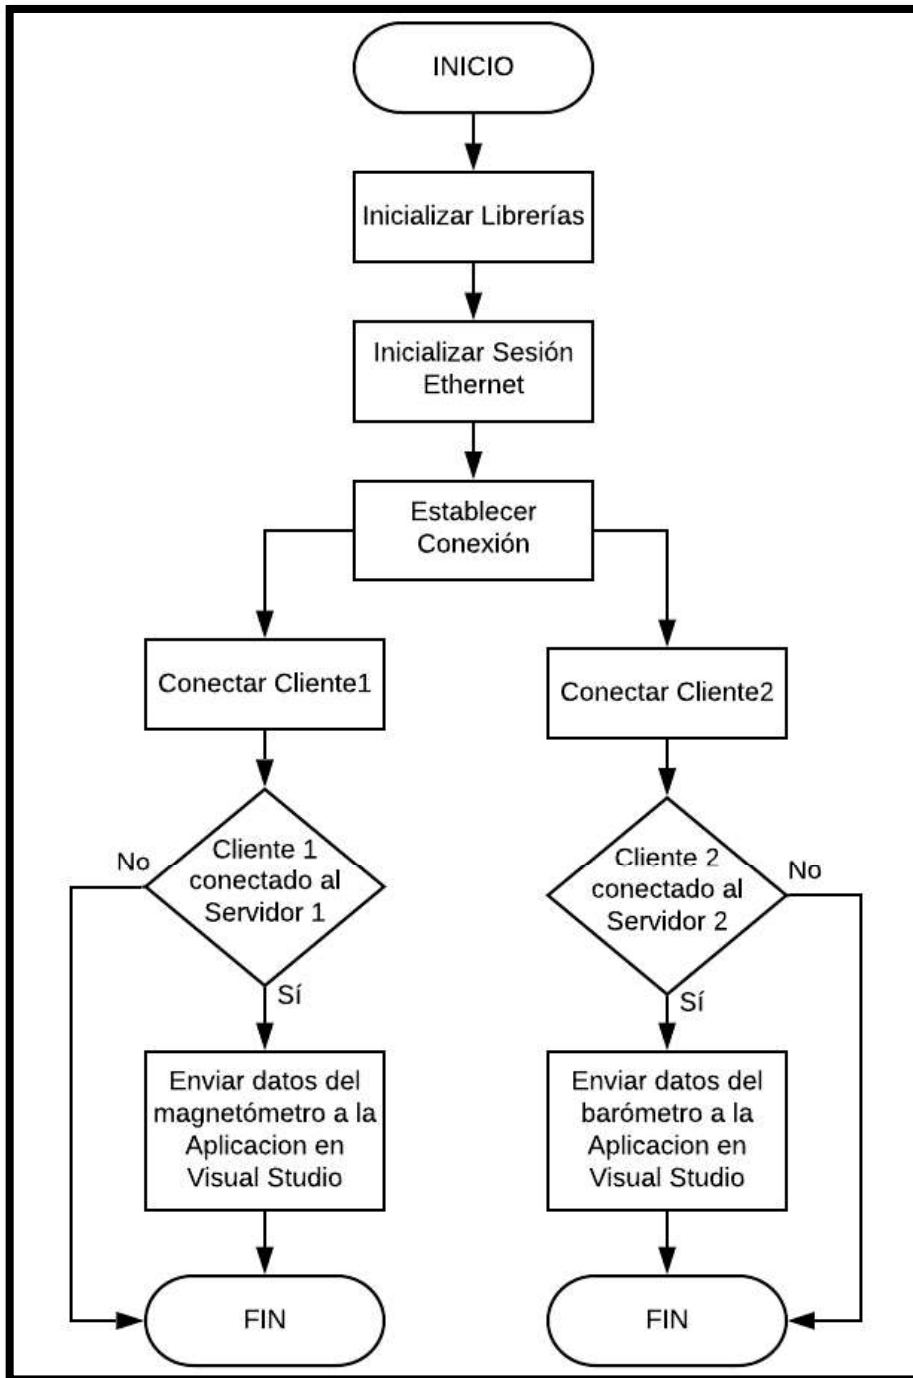 INICIO
Inicializar Librerías
Inicializar Sesión
Ethernet
Establecer
Conexión
Conectar Cliente1
Conectar Cliente2
Cliente 1
conectado al
Servidor 1
No
Sí
Cliente 2
conectado al
Servidor 2
No
Sí
Enviar datos del
magnetómetro a la
Aplicacion en
Visual Studio
Enviar datos del
barómetro a la
Aplicacion en
Visual Studio
FIN
FIN